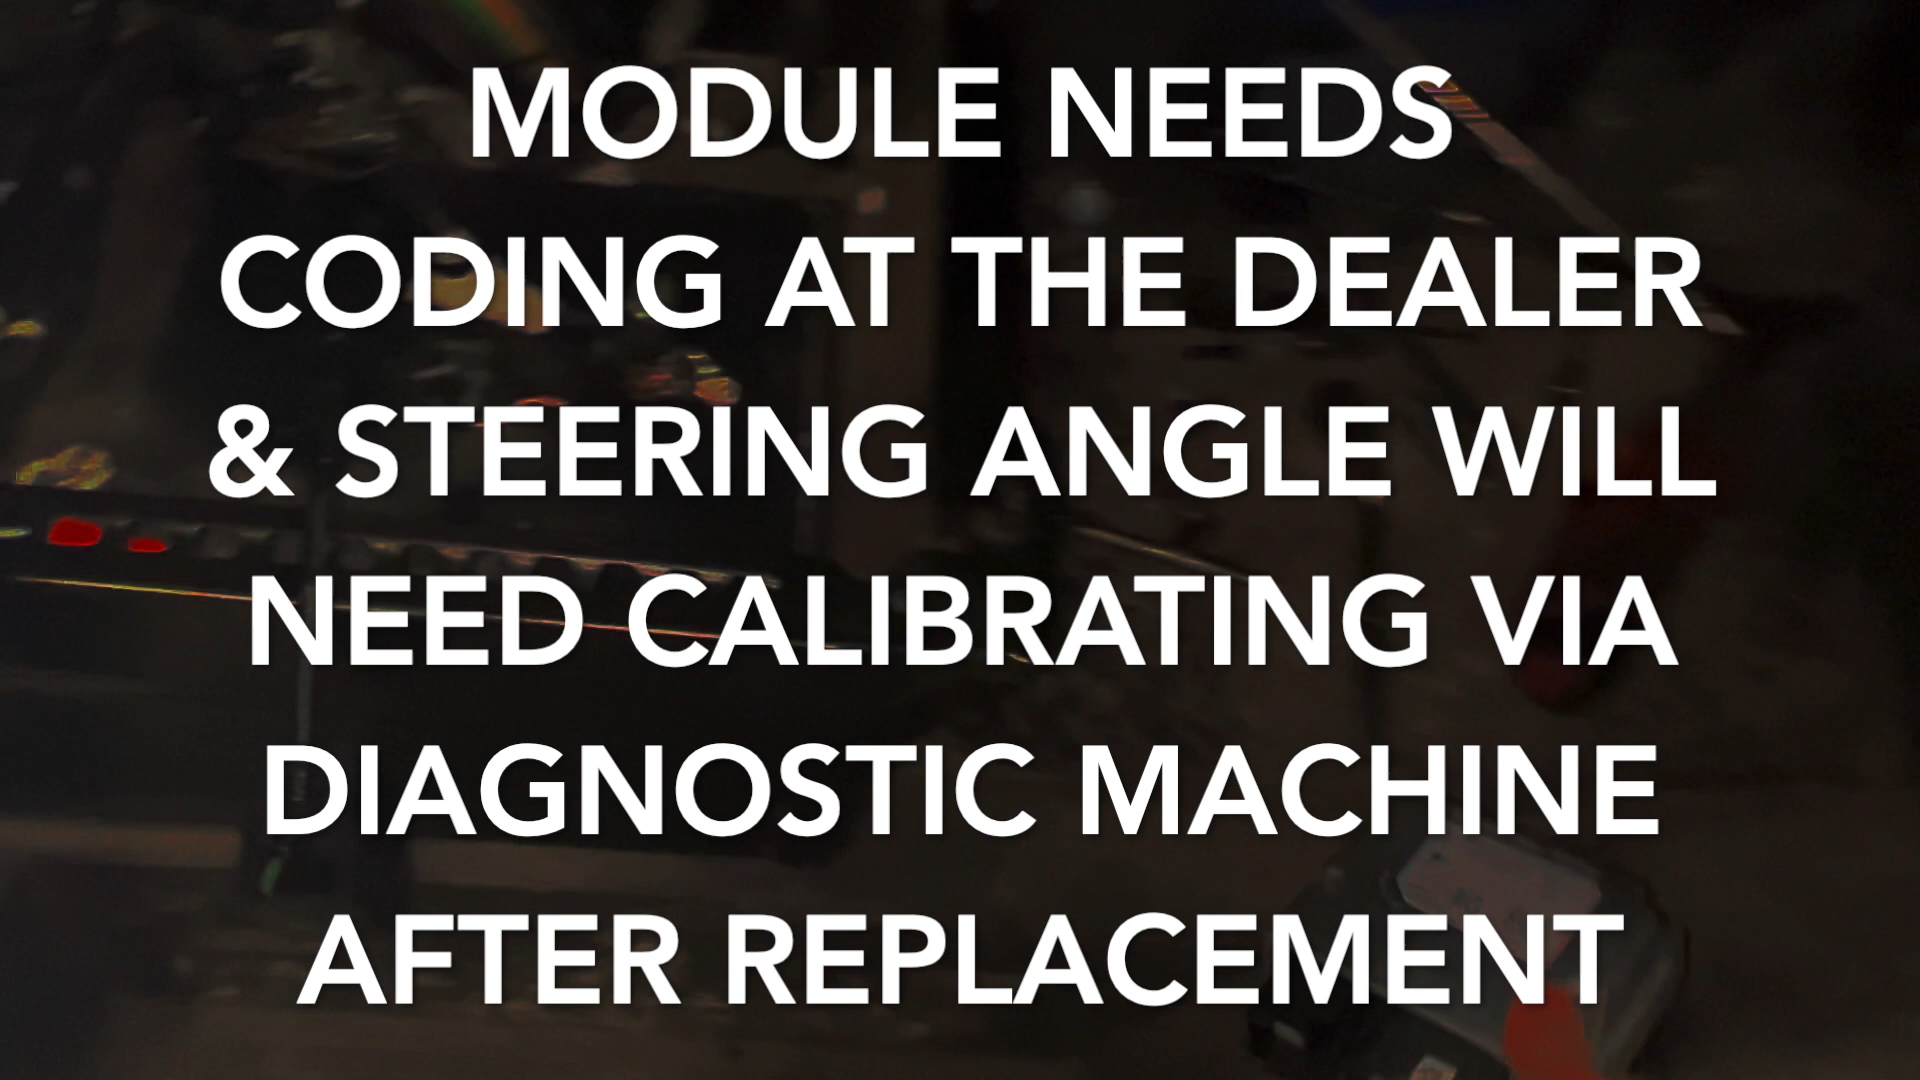 MODULE NEEDS
CODING AT THE DEALER
& STEERING ANGLE WILL
NEED CALIBRATING VIA
DIAGNOSTIC MACHINE
AFTER REPLACEMENT